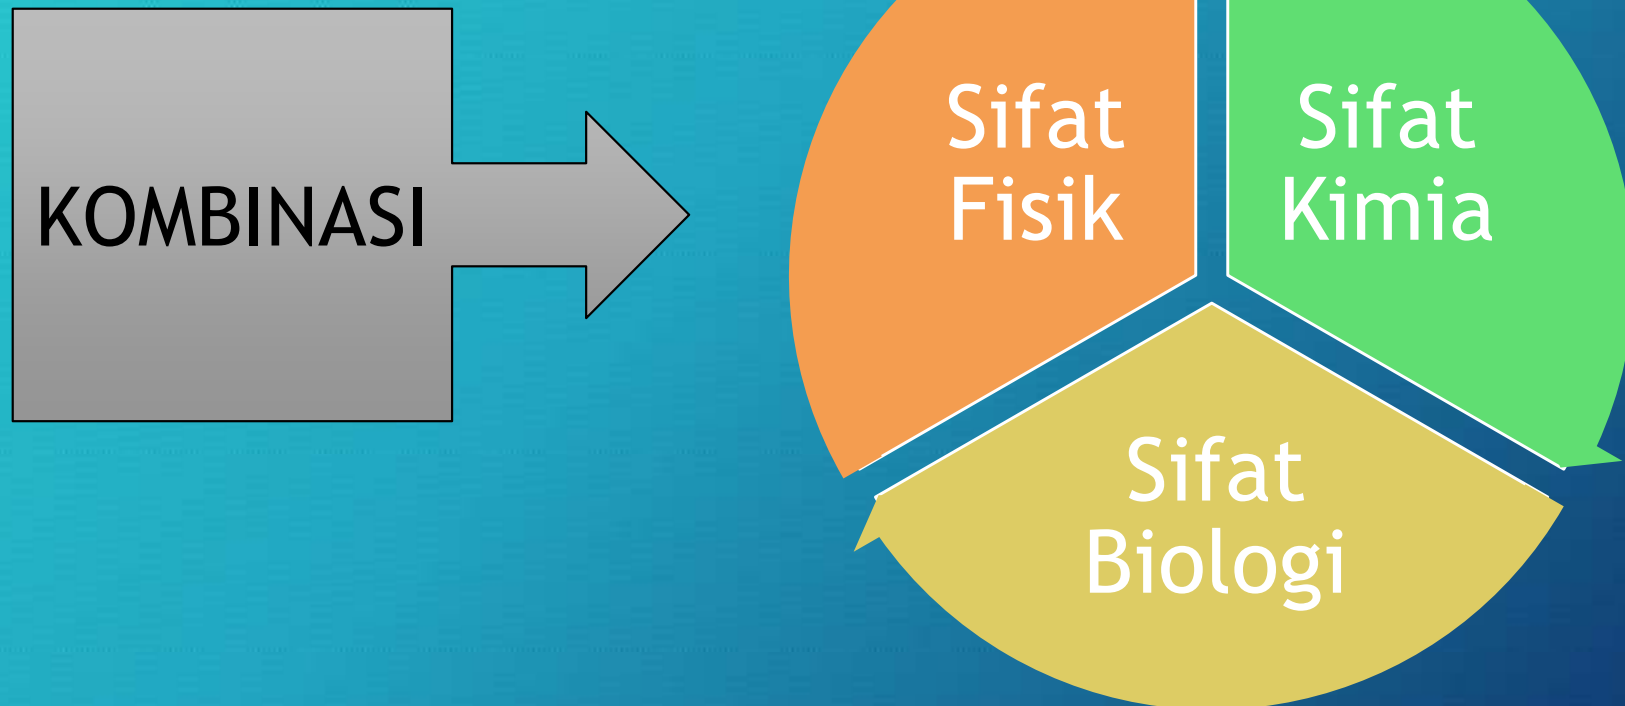 KOMBINASI
Sifat
Fisik
Sifat
Kimia
Sifat
Biologi